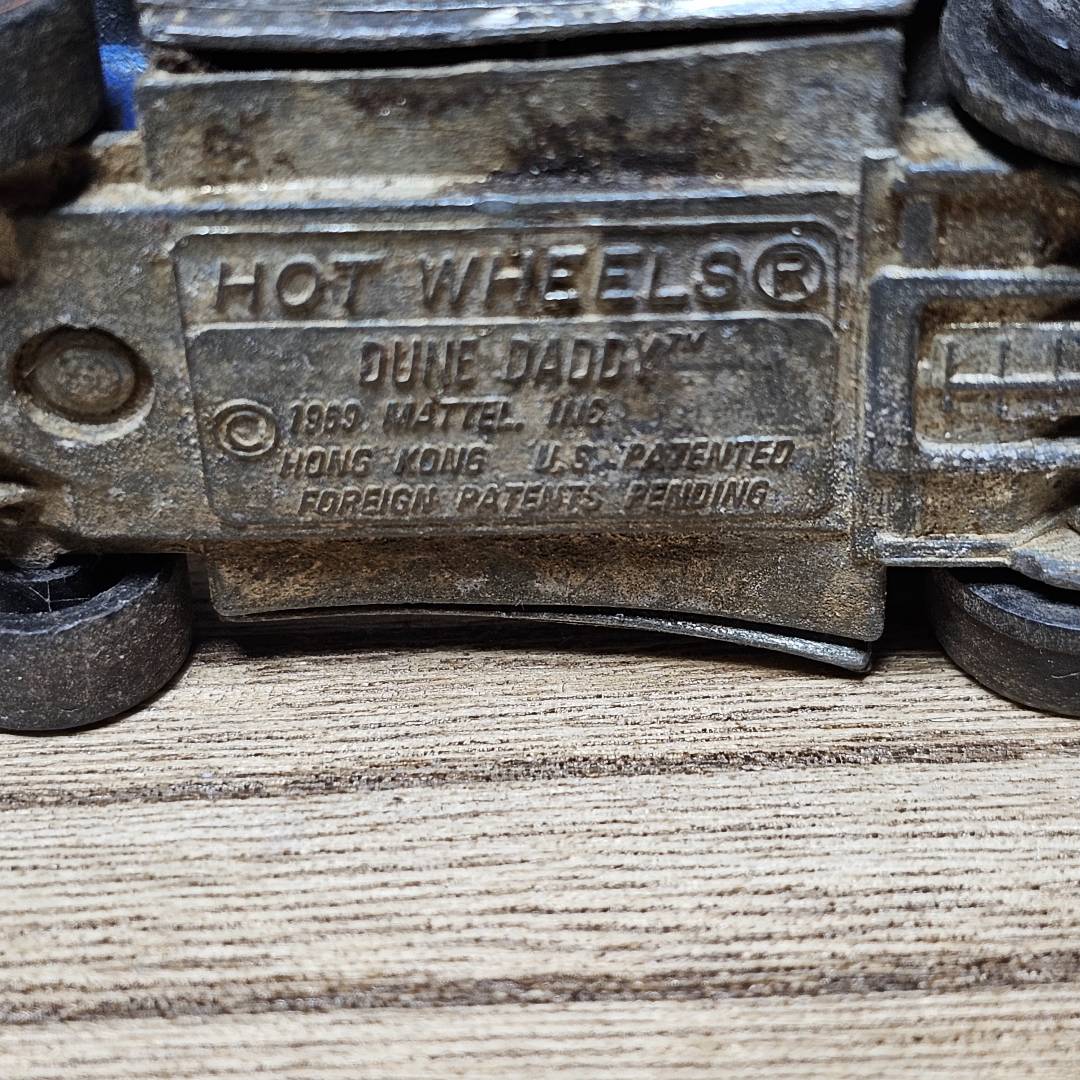 HOT WHEELS®
DUNE DADDY™
© 1969 MATTEL, INC.
HONG KONG U.S. PATENTED
FOREIGN PATENTS PENDING